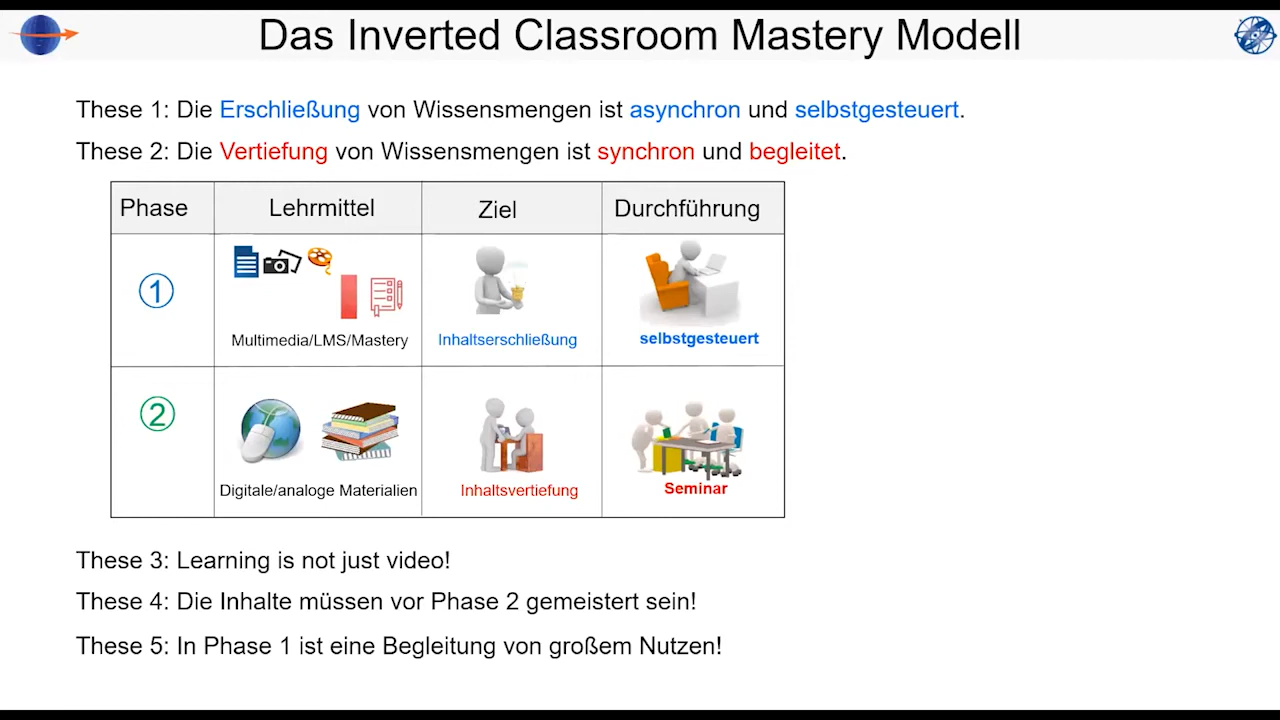 Das Inverted Classroom Mastery Modell
These 1: Die Erschließung von Wissensmengen ist asynchron und selbstgesteuert.
These 2: Die Vertiefung von Wissensmengen ist synchron und begleitet.
Phase Lehrmittel Ziel Durchführung
1
Multimedia/LMS/Mastery Inhaltserschließung selbstgesteuert
2
Digitale/analoge Materialien Inhaltsvertiefung Seminar
These 3: Learning is not just video!
These 4: Die Inhalte müssen vor Phase 2 gemeistert sein!
These 5: In Phase 1 ist eine Begleitung von großem Nutzen!